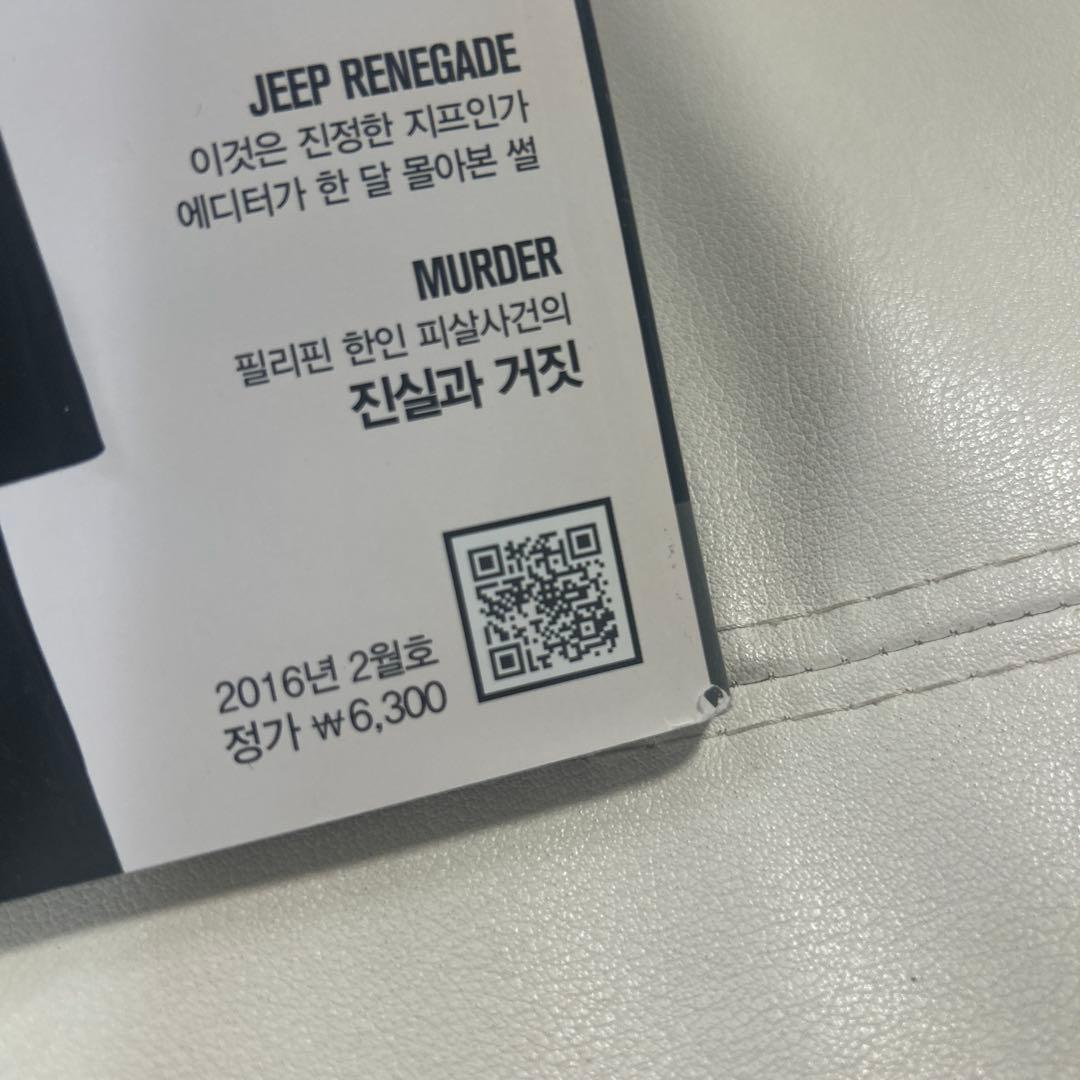 JEEP RENEGADE
이것은 진정한 지프인가
에디터가 한 달 몰아본 썰
MURDER
필리핀 한인 피살사건의
진실과 거짓
2016년 2월호
정가 ₩6,300